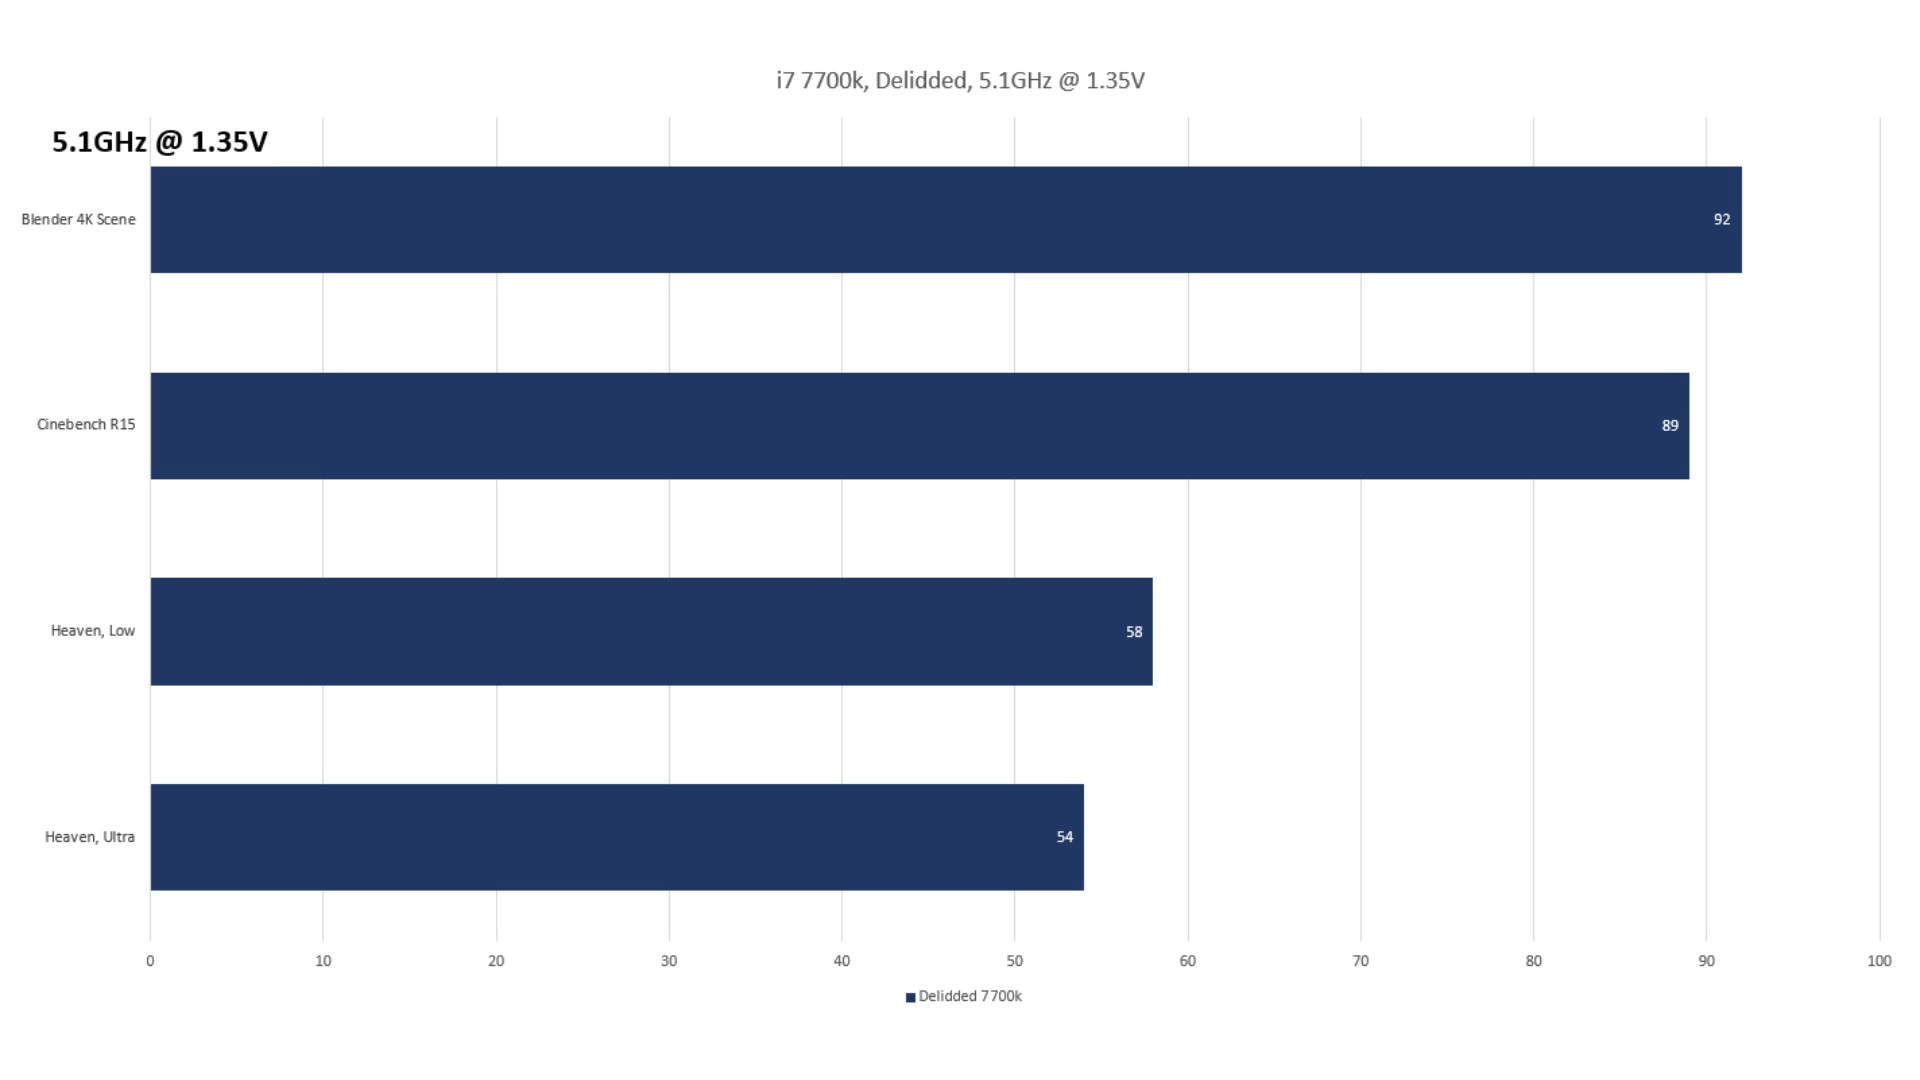 i7 7700k, Delidded, 5.1GHz @ 1.35V
5.1GHz @ 1.35V
Blender 4K Scene
92
Cinebench R15
89
Heaven, Low
58
Heaven, Ultra
54
0 10 20 30 40 50 60 70 80 90 100
Delidded 7700k